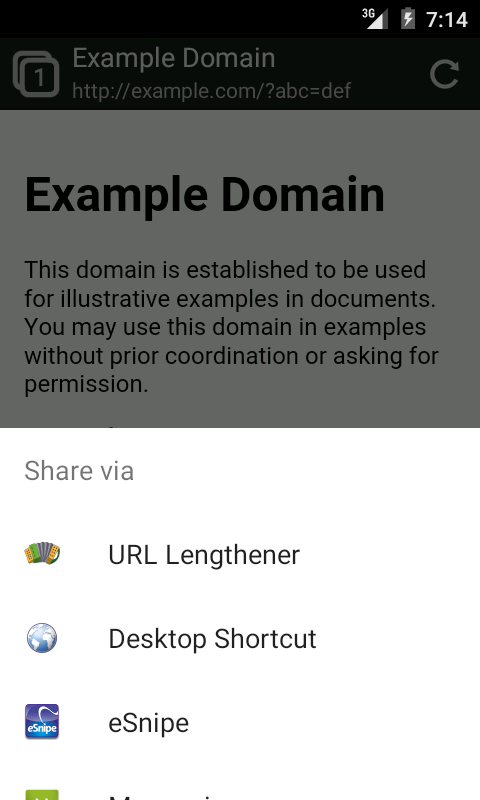 3G 7:14
1 Example Domain
http://example.com/?abc=def
Example Domain
This domain is established to be used
for illustrative examples in documents.
You may use this domain in examples
without prior coordination or asking for
permission.
Share via
URL Lengthener
Desktop Shortcut
eSnipe eSnipe